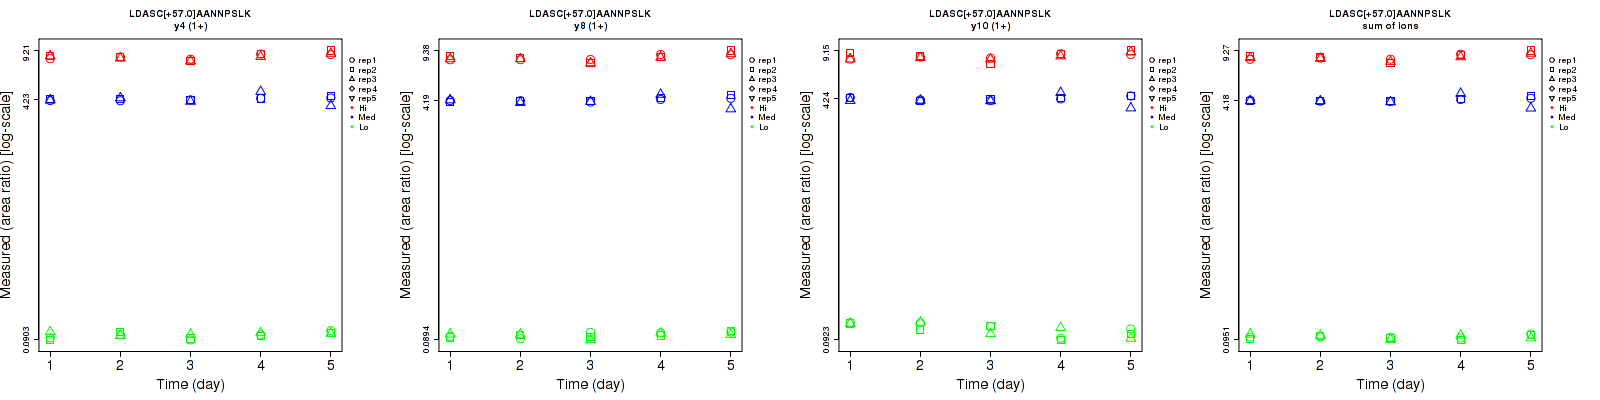 LDASC[+57.0]AANNPSLK
y4 (1+)
9.21
4.23
0.0903
Measured (area ratio) [log-scale]
1 2 3 4 5
Time (day)
rep1
rep2
rep3
rep4
rep5
Hi
Med
Lo
LDASC[+57.0]AANNPSLK
y8 (1+)
9.38
4.19
0.0894
Measured (area ratio) [log-scale]
1 2 3 4 5
Time (day)
rep1
rep2
rep3
rep4
rep5
Hi
Med
Lo
LDASC[+57.0]AANNPSLK
y10 (1+)
9.15
4.24
0.0923
Measured (area ratio) [log-scale]
1 2 3 4 5
Time (day)
rep1
rep2
rep3
rep4
rep5
Hi
Med
Lo
LDASC[+57.0]AANNPSLK
sum of ions
9.27
4.18
0.0951
Measured (area ratio) [log-scale]
1 2 3 4 5
Time (day)
rep1
rep2
rep3
rep4
rep5
Hi
Med
Lo